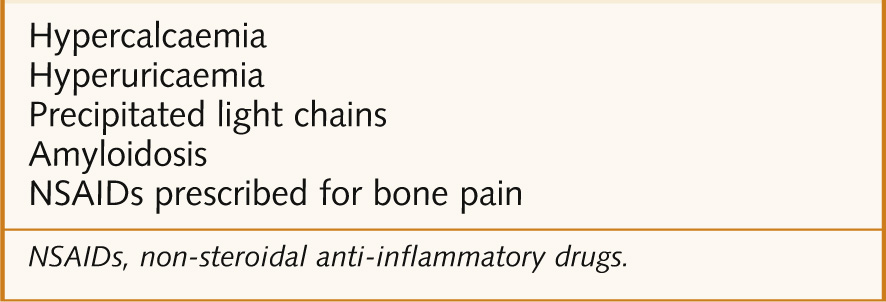 Hypercalcaemia
Hyperuricaemia
Precipitated light chains
Amyloidosis
NSAIDs prescribed for bone pain
NSAIDs, non-steroidal anti-inflammatory drugs.